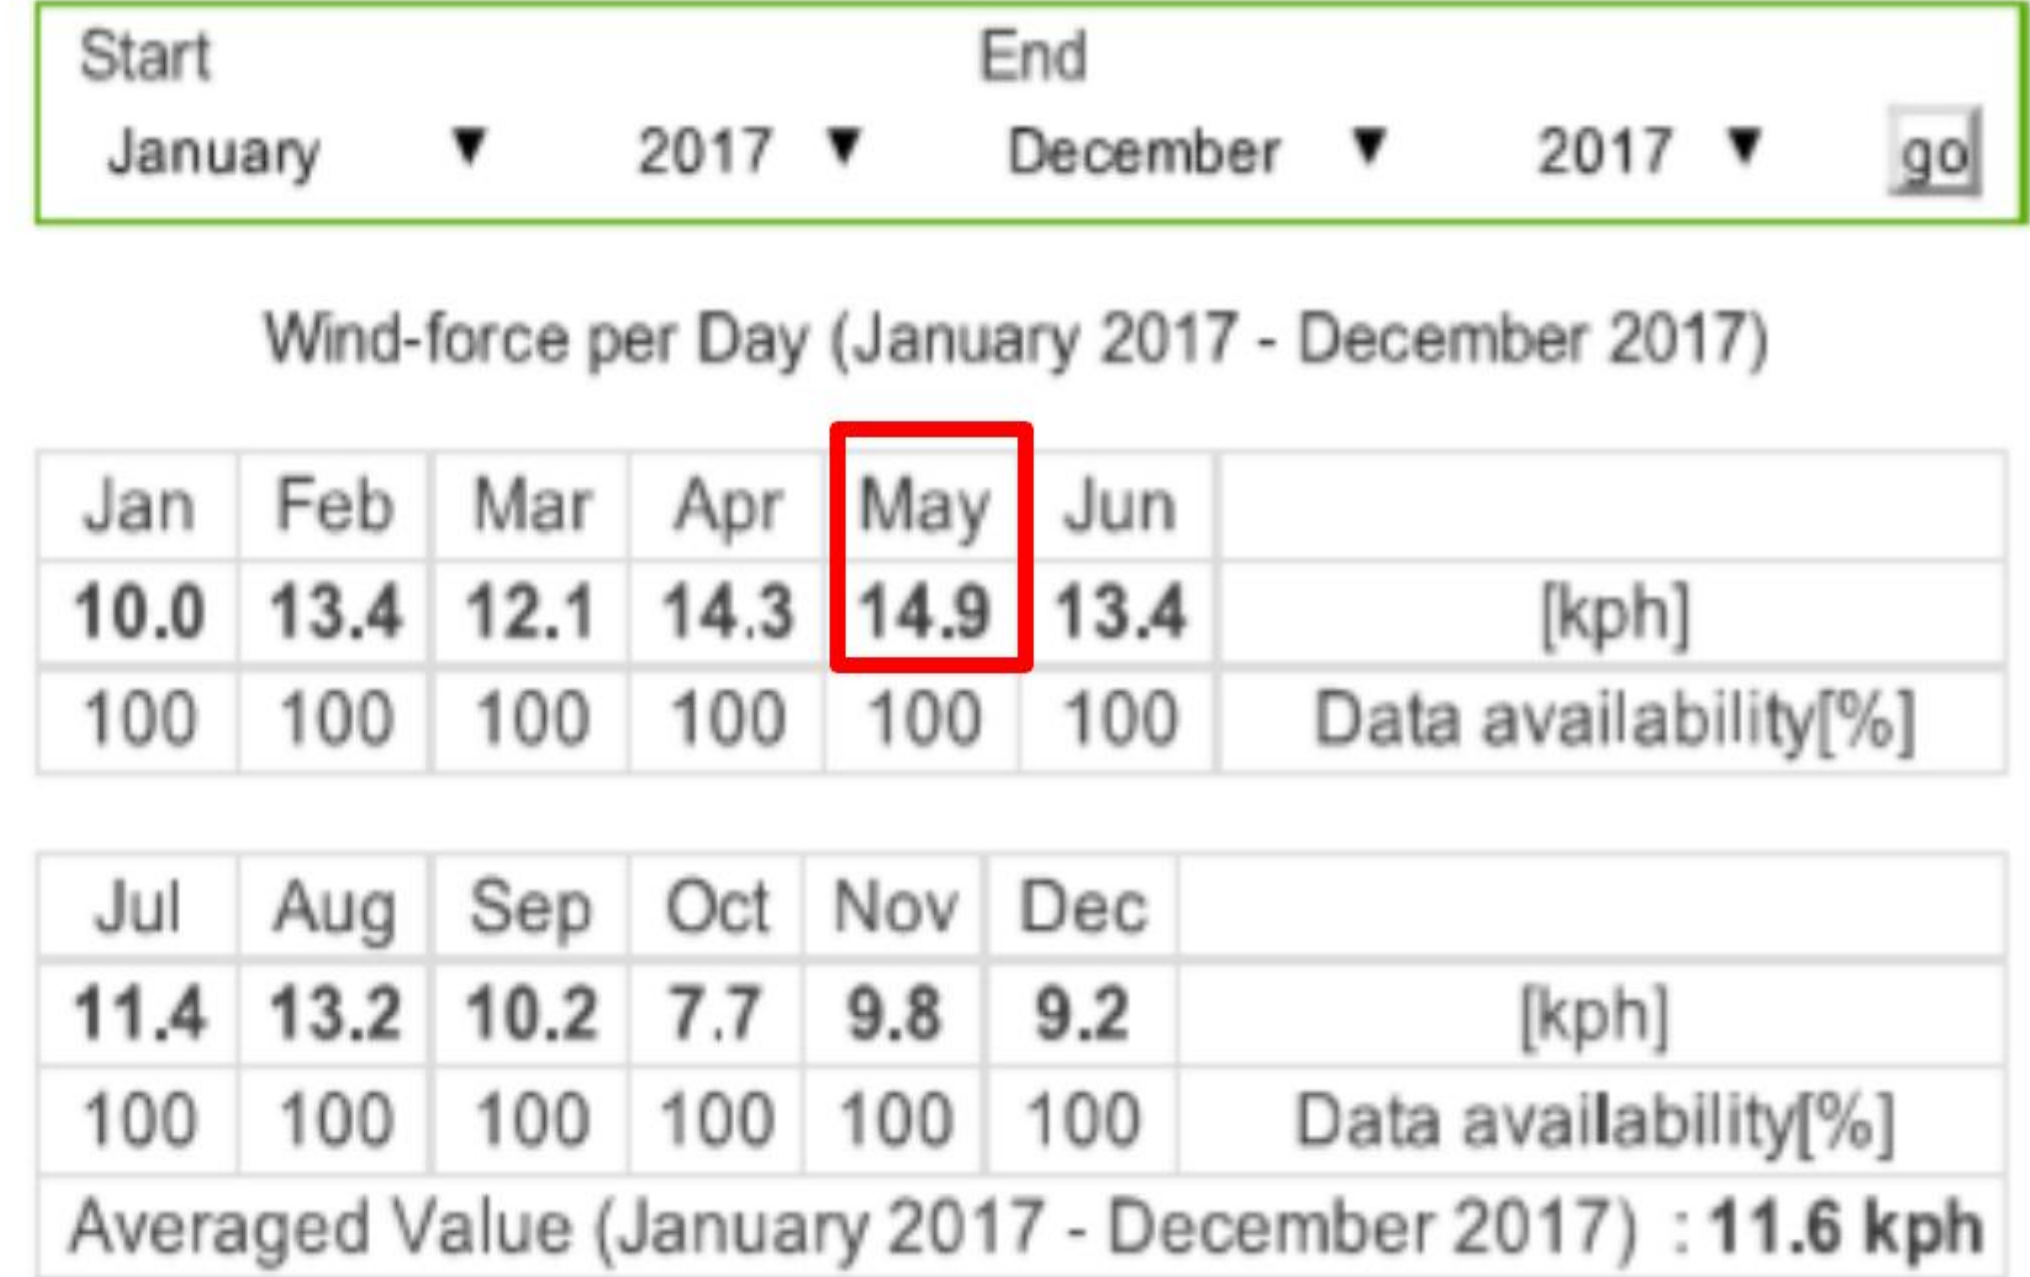 Start End
January ▼ 2017 ▼ December ▼ 2017 ▼ go
Wind-force per Day (January 2017 - December 2017)
Jan Feb Mar Apr May Jun
10.0 13.4 12.1 14.3 14.9 13.4 [kph]
100 100 100 100 100 100 Data availability[%]
Jul Aug Sep Oct Nov Dec
11.4 13.2 10.2 7.7 9.8 9.2 [kph]
100 100 100 100 100 100 Data availability[%]
Averaged Value (January 2017 - December 2017) : 11.6 kph